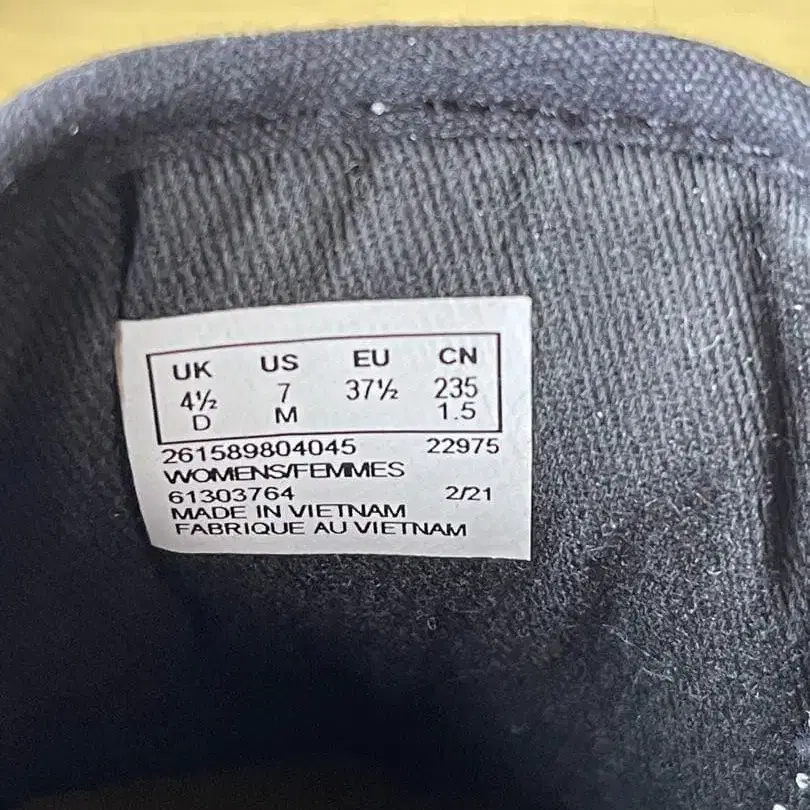 UK US EU CN
4½ 7 37½ 235
D M 1.5
261589804045 22975
WOMENS/FEMMES
61303764 2/21
MADE IN VIETNAM
FABRIQUE AU VIETNAM